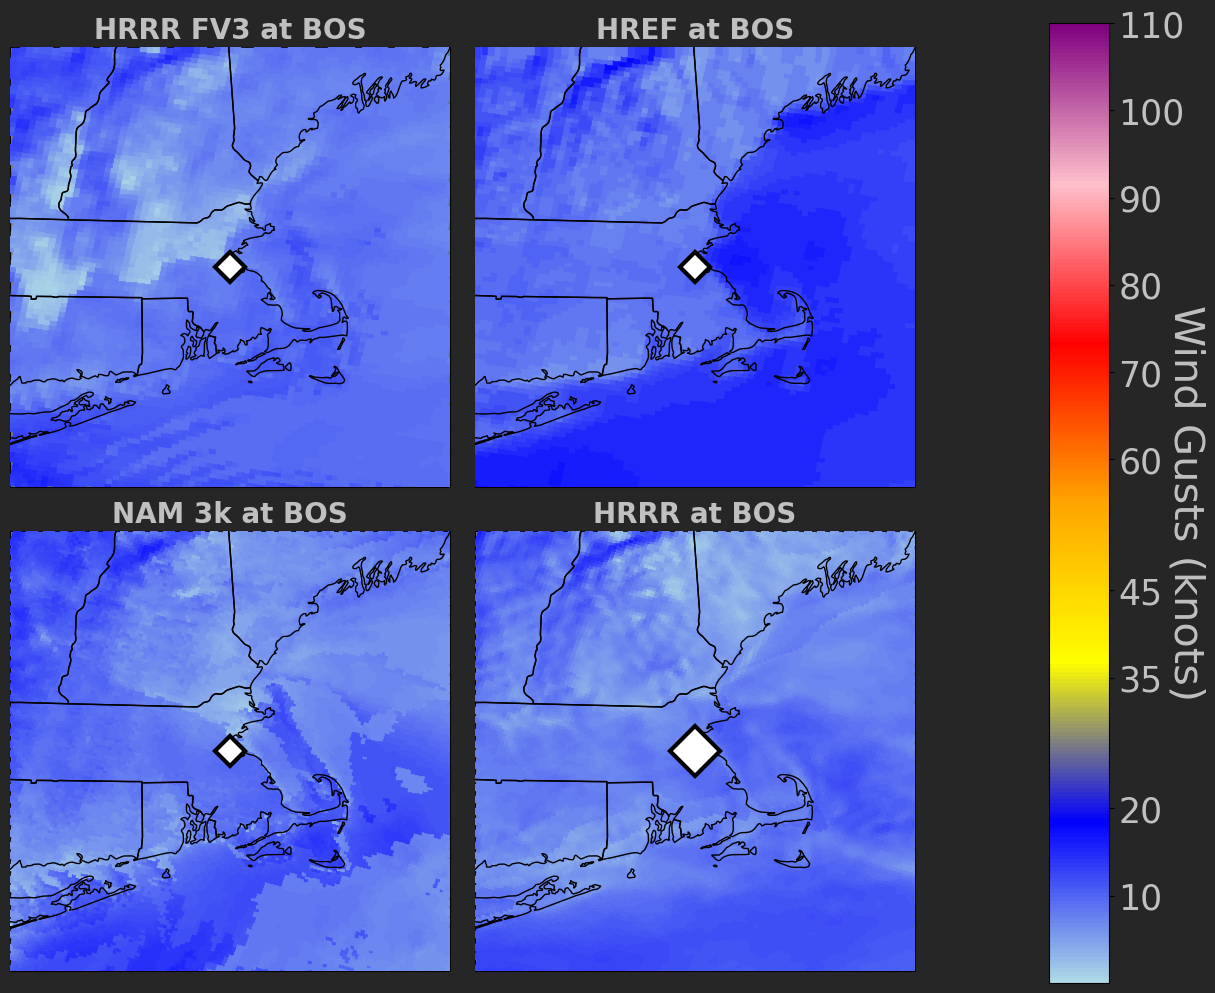 HRRR FV3 at BOS
HREF at BOS
NAM 3k at BOS
HRRR at BOS
110
100
90
80
70
60
45
35
20
10
Wind Gusts (knots)